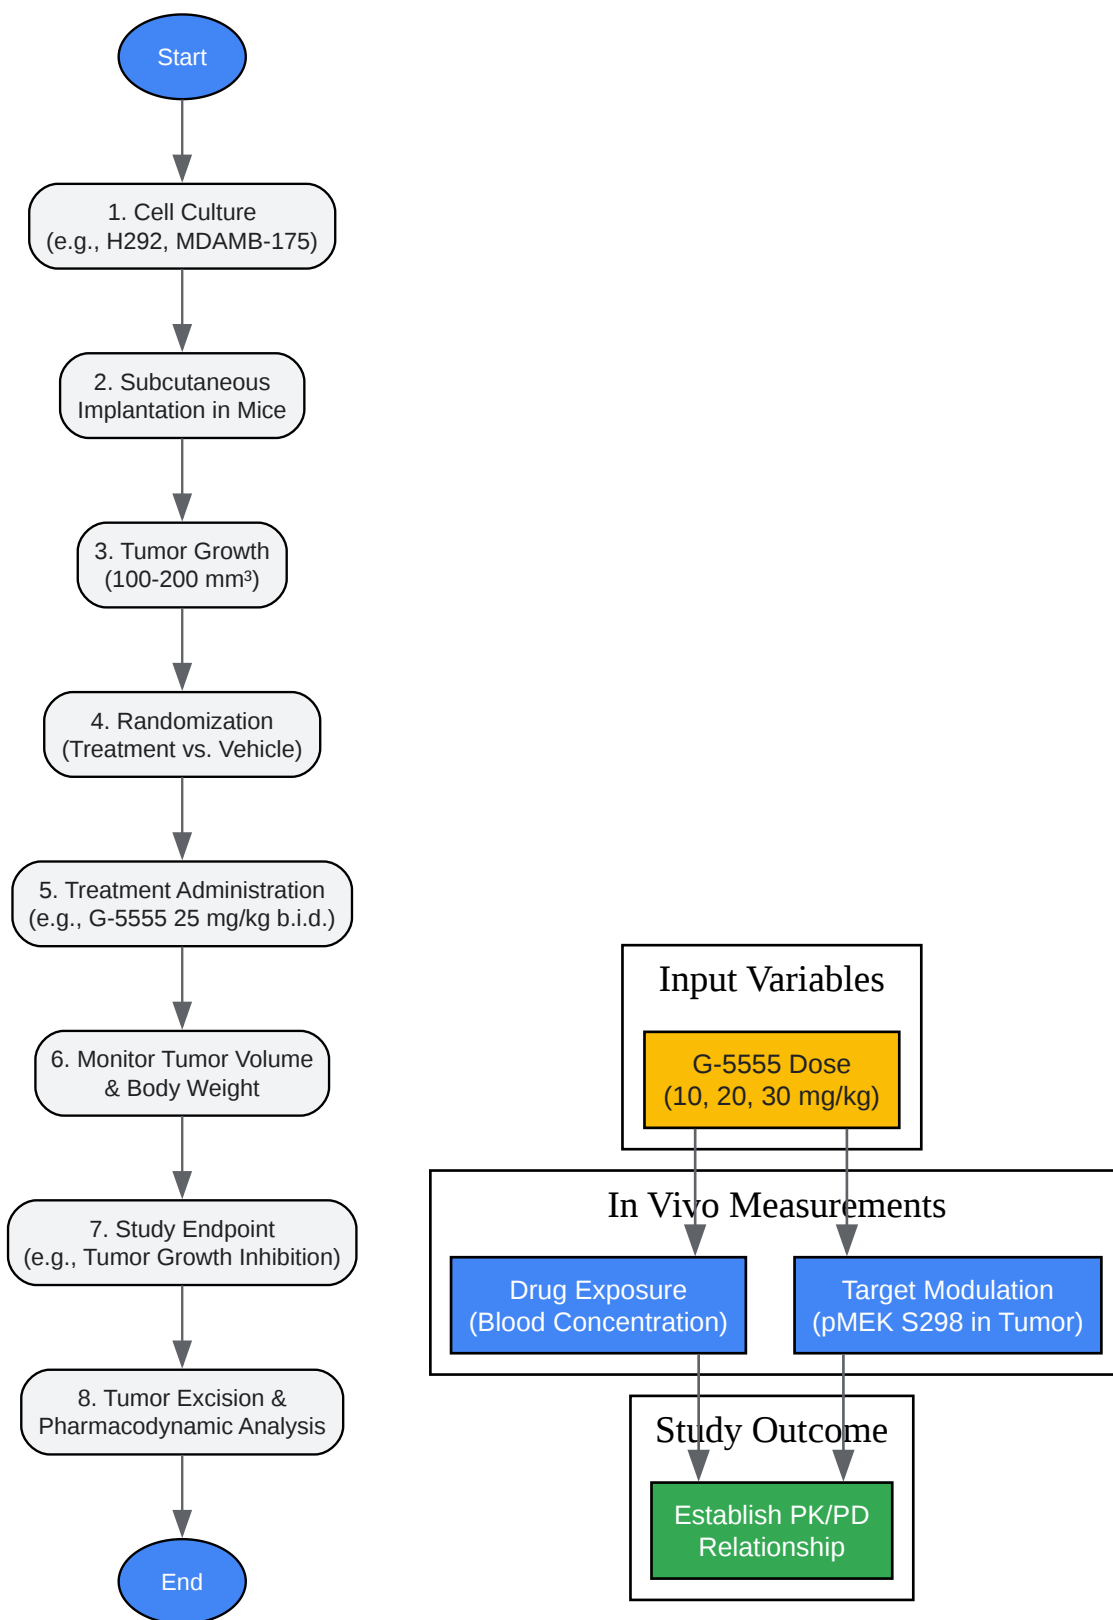 Start
1. Cell Culture
(e.g., H292, MDAMB-175)
2. Subcutaneous
Implantation in Mice
3. Tumor Growth
(100-200 mm³)
4. Randomization
(Treatment vs. Vehicle)
5. Treatment Administration
(e.g., G-5555 25 mg/kg b.i.d.)
6. Monitor Tumor Volume
& Body Weight
7. Study Endpoint
(e.g., Tumor Growth Inhibition)
8. Tumor Excision &
Pharmacodynamic Analysis
End
Input Variables
G-5555 Dose
(10, 20, 30 mg/kg)
In Vivo Measurements
Drug Exposure
(Blood Concentration)
Target Modulation
(pMEK S298 in Tumor)
Study Outcome
Establish PK/PD
Relationship